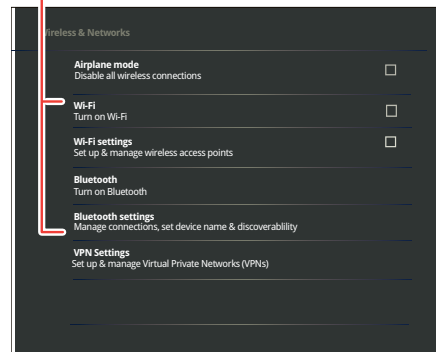 Wireless & Networks
Airplane mode
Disable all wireless connections
Wi-Fi
Turn on Wi-Fi
Wi-Fi settings
Set up & manage wireless access points
Bluetooth
Turn on Bluetooth
Bluetooth settings
Manage connections, set device name & discoverablility
VPN Settings
Set up & manage Virtual Private Networks (VPNs)